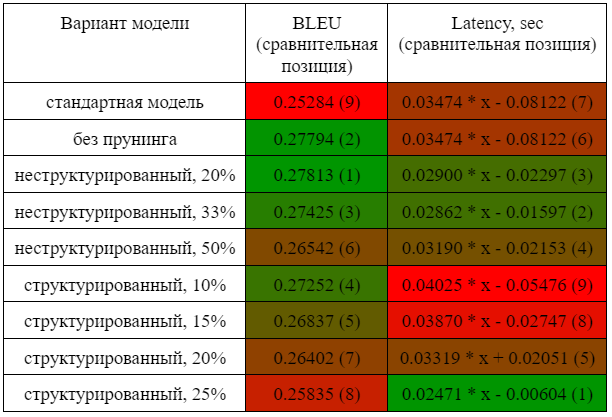 Вариант модели
BLEU
(сравнительная
позиция)
Latency, sec
(сравнительная позиция)
стандартная модель 0.25284 (9) 0.03474 * x - 0.08122 (7)
без прунинга 0.27794 (2) 0.03474 * x - 0.08122 (6)
неструктурированный, 20% 0.27813 (1) 0.02900 * x - 0.02297 (3)
неструктурированный, 33% 0.27425 (3) 0.02862 * x - 0.01597 (2)
неструктурированный, 50% 0.26542 (6) 0.03190 * x - 0.02153 (4)
структурированный, 10% 0.27252 (4) 0.04025 * x - 0.05476 (9)
структурированный, 15% 0.26837 (5) 0.03870 * x - 0.02747 (8)
структурированный, 20% 0.26402 (7) 0.03319 * x + 0.02051 (5)
структурированный, 25% 0.25835 (8) 0.02471 * x - 0.00604 (1)